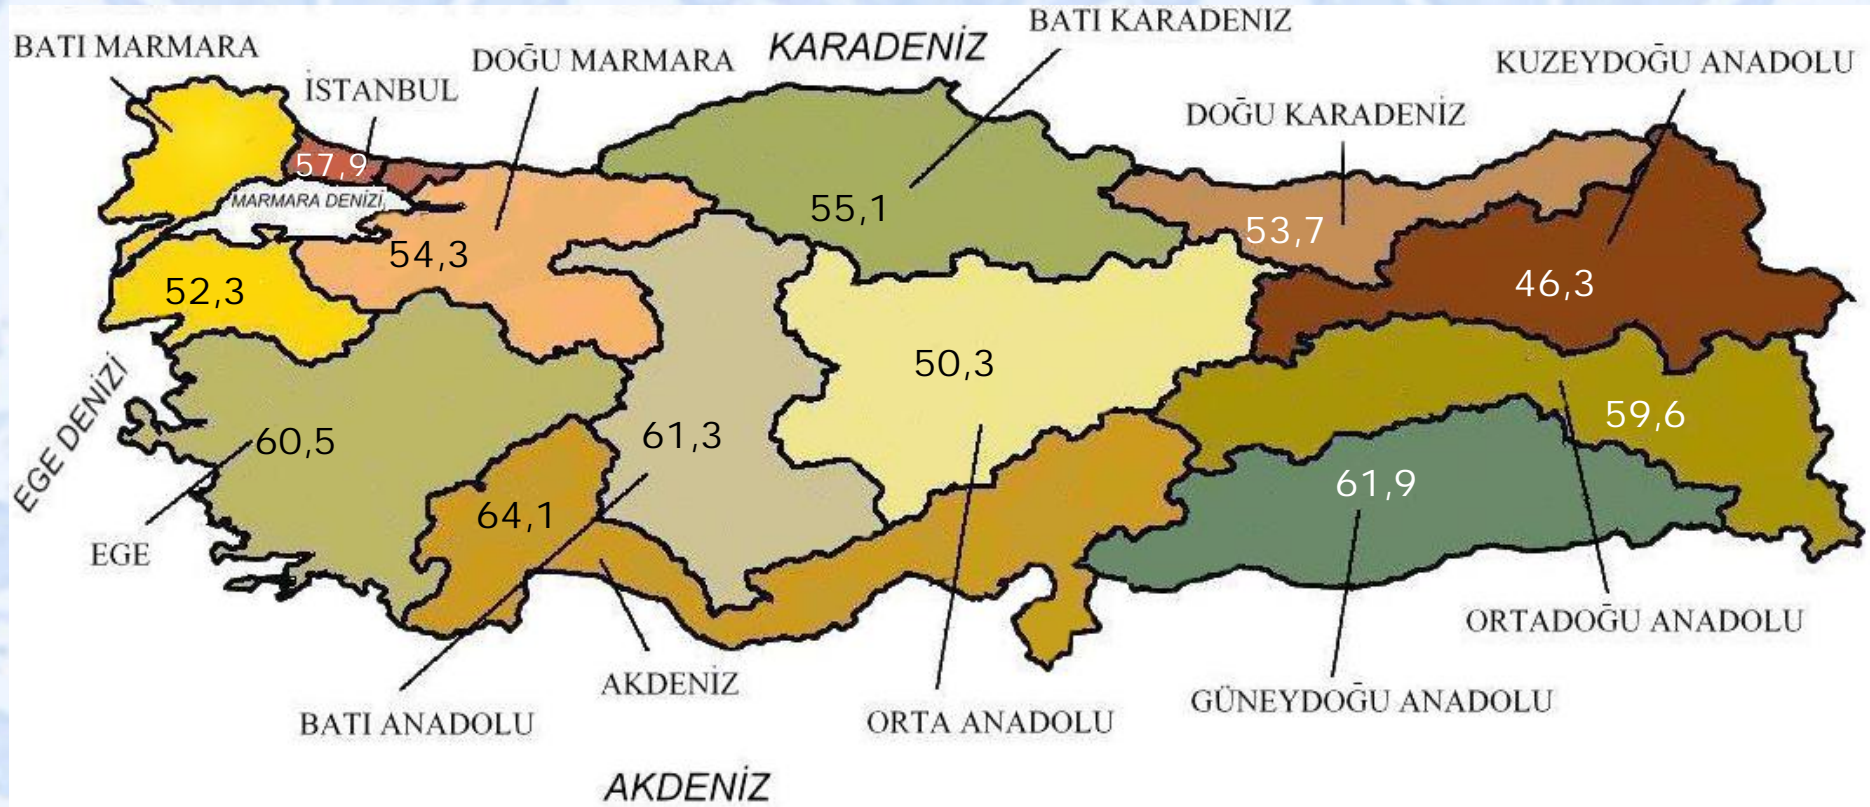 BATI KARADENIZ
BATI MARMARA
DOĞU MARMARA
KARADENİZ
KUZEYDOĞU ANADOLU
İSTANBUL
DOĞU KARADENİZ
57,9
MARMARA DENİZİ
55,1
53,7
54,3
52,3
46,3
50,3
EGE DENİZİ
59,6
60,5
61,3
61,9
64,1
EGE
ORTADOĞU ANADOLU
AKDENİZ
GÜNEYDOĞU ANADOLU
BATI ANADOLU
ORTA ANADOLU
AKDENİZ